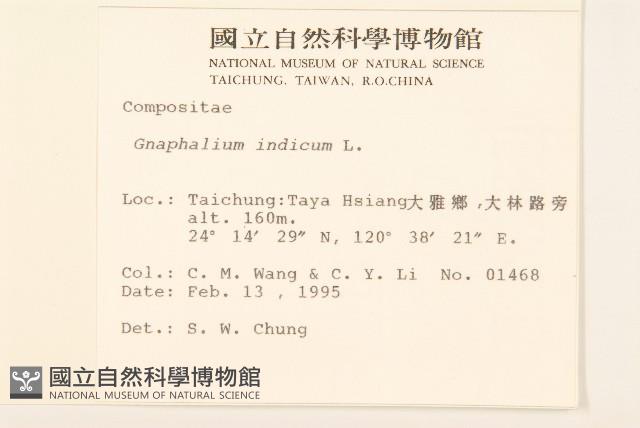 國立自然科學博物館
NATIONAL MUSEUM OF NATURAL SCIENCE
TAICHUNG, TAIWAN, R.O.CHINA
Compositae
Gnaphalium indicum L.
Loc.: Taichung:Taya Hsiang大雅鄉,大林路旁
alt. 160m.
24° 14′ 29″ N, 120° 38′ 21″ E.
Col.: C. M. Wang & C. Y. Li No. 01468
Date: Feb. 13 , 1995
Det.: S. W. Chung
國立自然科學博物館
NATIONAL MUSEUM OF NATURAL SCIENCE